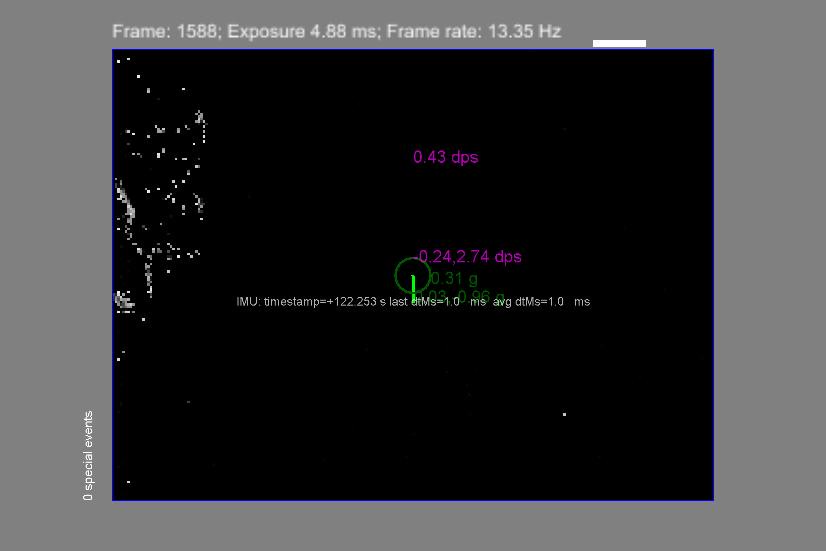 Frame: 1588; Exposure 4.88 ms; Frame rate: 13.35 Hz
0.43 dps
-0.24,2.74 dps
0.31 g
0.96 g
IMU: timestamp=+122.253 s last dtMs=1.0 ms avg dtMs=1.0 ms
0 special events